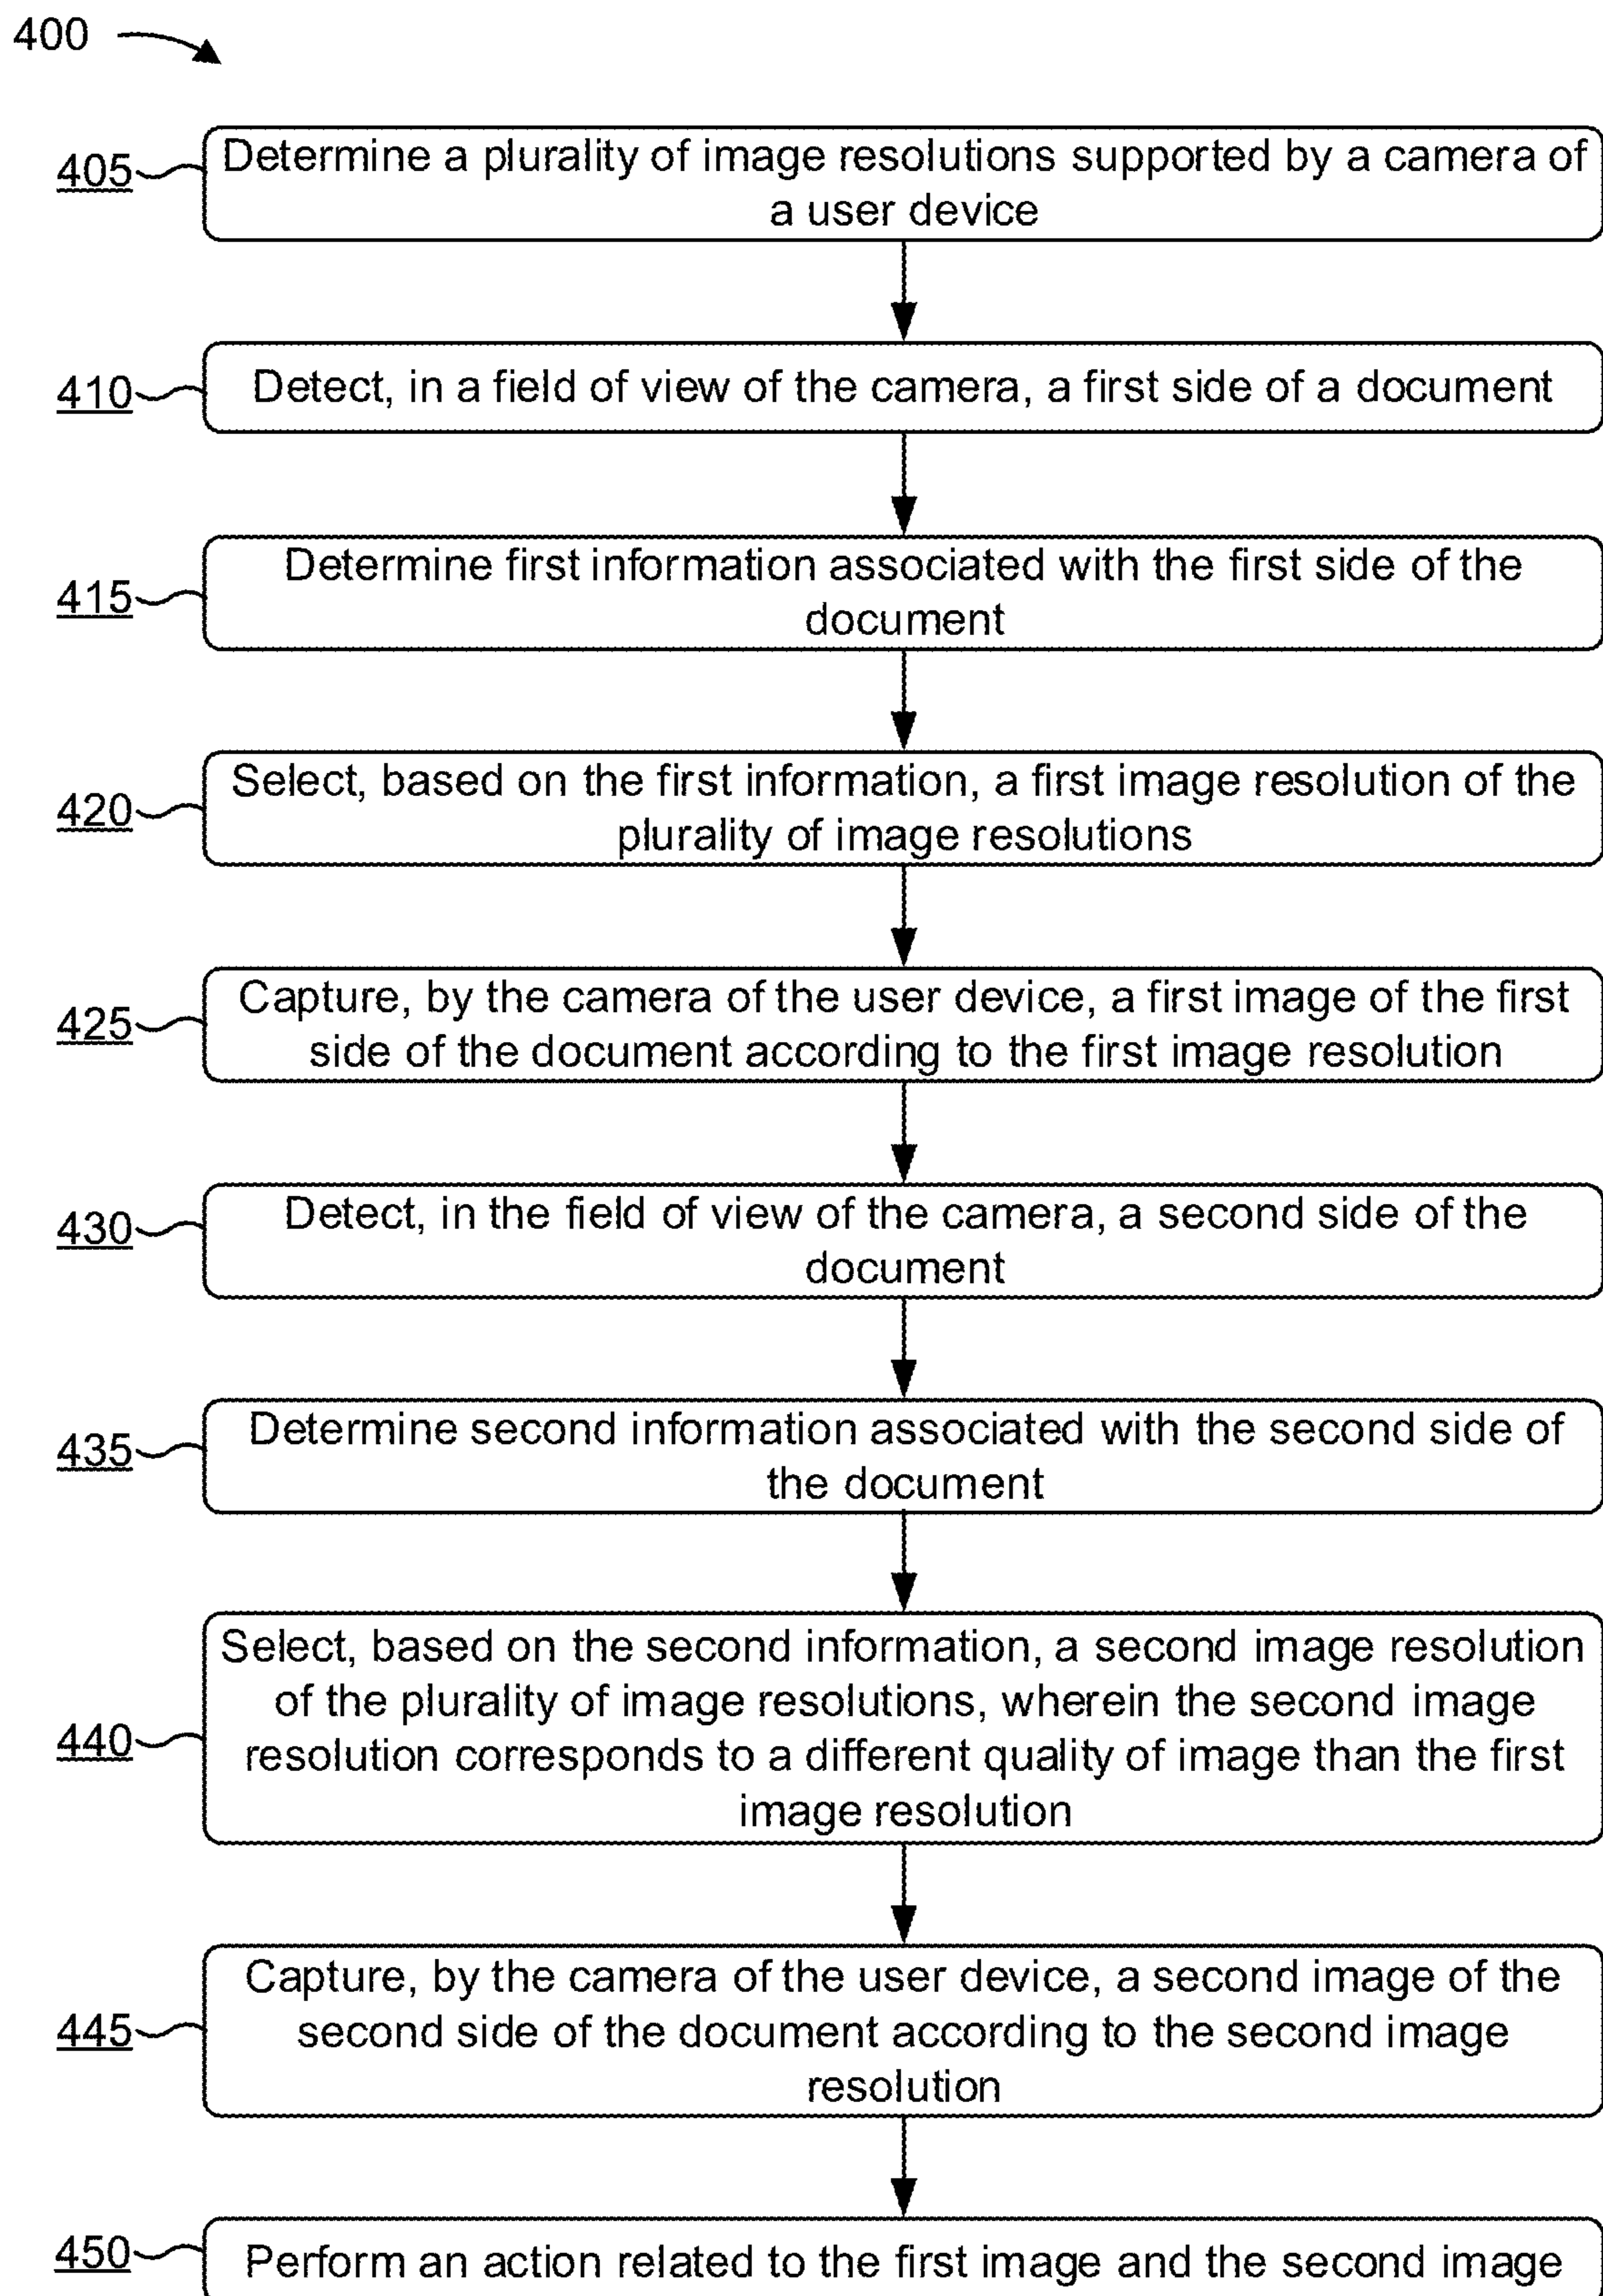 400
405
Determine a plurality of image resolutions supported by a camera of
a user device
410
Detect, in a field of view of the camera, a first side of a document
415
Determine first information associated with the first side of the
document
420
Select, based on the first information, a first image resolution of the
plurality of image resolutions
425
Capture, by the camera of the user device, a first image of the first
side of the document according to the first image resolution
430
Detect, in the field of view of the camera, a second side of the
document
435
Determine second information associated with the second side of
the document
440
Select, based on the second information, a second image resolution
of the plurality of image resolutions, wherein the second image
resolution corresponds to a different quality of image than the first
image resolution
445
Capture, by the camera of the user device, a second image of the
second side of the document according to the second image
resolution
450
Perform an action related to the first image and the second image